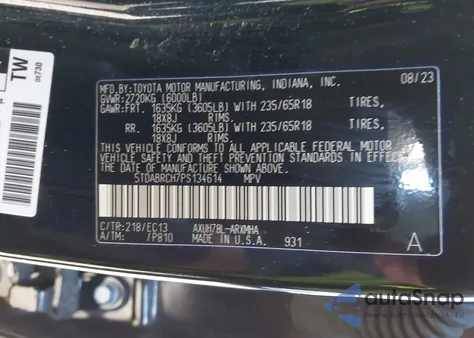 MFD.BY:TOYOTA MOTOR MANUFACTURING, INDIANA, INC. 08/23
GVWR:2720KG (6000LB)
GAWR:FRT. 1635KG (3605LB) WITH 235/65R18 TIRES,
18X8J RIMS,
RR. 1635KG (3605LB) WITH 235/65R18 TIRES,
18X8J RIMS,
THIS VEHICLE CONFORMS TO ALL APPLICABLE FEDERAL MOTOR
VEHICLE SAFETY AND THEFT PREVENTION STANDARDS IN EFFECT
ON THE DATE OF MANUFACTURE SHOWN ABOVE.
5TDABRCH7PS134614 MPV
C/TR:218/EC13 AXUH78L-ARXMHA
A/TM: /P810 931 A
TW
autoSnap